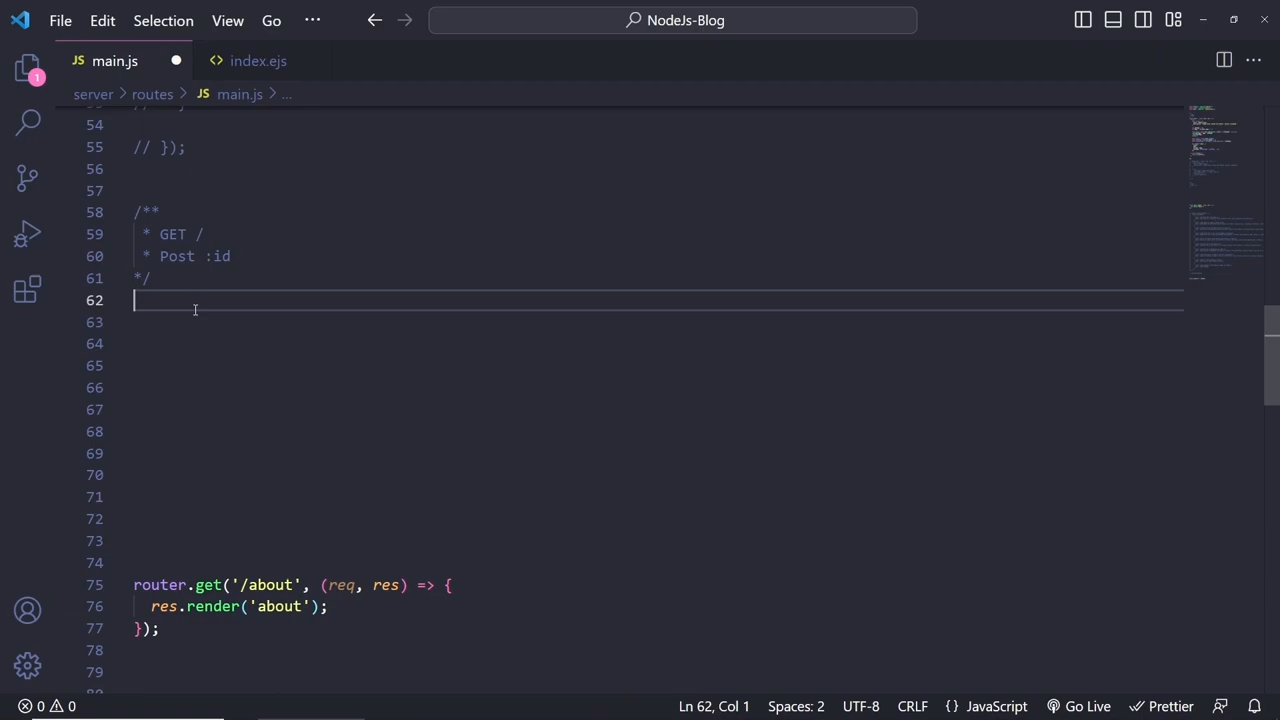 File Edit Selection View Go ··· NodeJs-Blog
JS main.js index.ejs
1
server > routes > JS main.js > ...
54
55 // });
56
57
58 /**
59 * GET /
60 * Post :id
61 */
62
63
64
65
66
67
68
69
70
71
72
73
74
75 router.get('/about', (req, res) => {
76 res.render('about');
77 });
78
79
Ln 62, Col 1 Spaces: 2 UTF-8 CRLF {} JavaScript Go Live Prettier
0 0